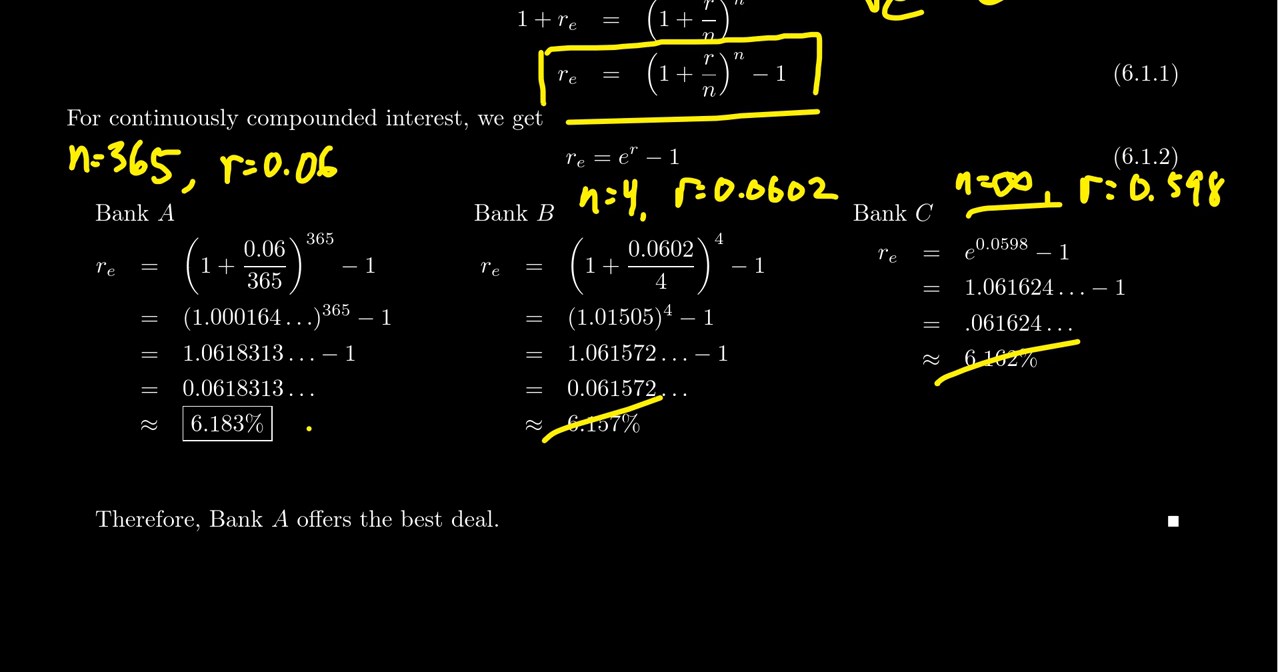 1 + r_e = (1 + r/n)^n
r_e = (1 + r/n)^n − 1 (6.1.1)
For continuously compounded interest, we get
n=365, r=0.06
r_e = e^r − 1 (6.1.2)
n=4, r=0.0602
n=∞, r=0.598
Bank A
r_e = (1 + 0.06/365)^365 − 1
= (1.000164 . . .)^365 − 1
= 1.0618313 . . . − 1
= 0.0618313 . . .
≈ 6.183%
Bank B
r_e = (1 + 0.0602/4)^4 − 1
= (1.01505)^4 − 1
= 1.061572 . . . − 1
= 0.061572 . . .
≈ 6.157%
Bank C
r_e = e^0.0598 − 1
= 1.061624 . . . − 1
= .061624 . . .
≈ 6.162%
Therefore, Bank A offers the best deal.